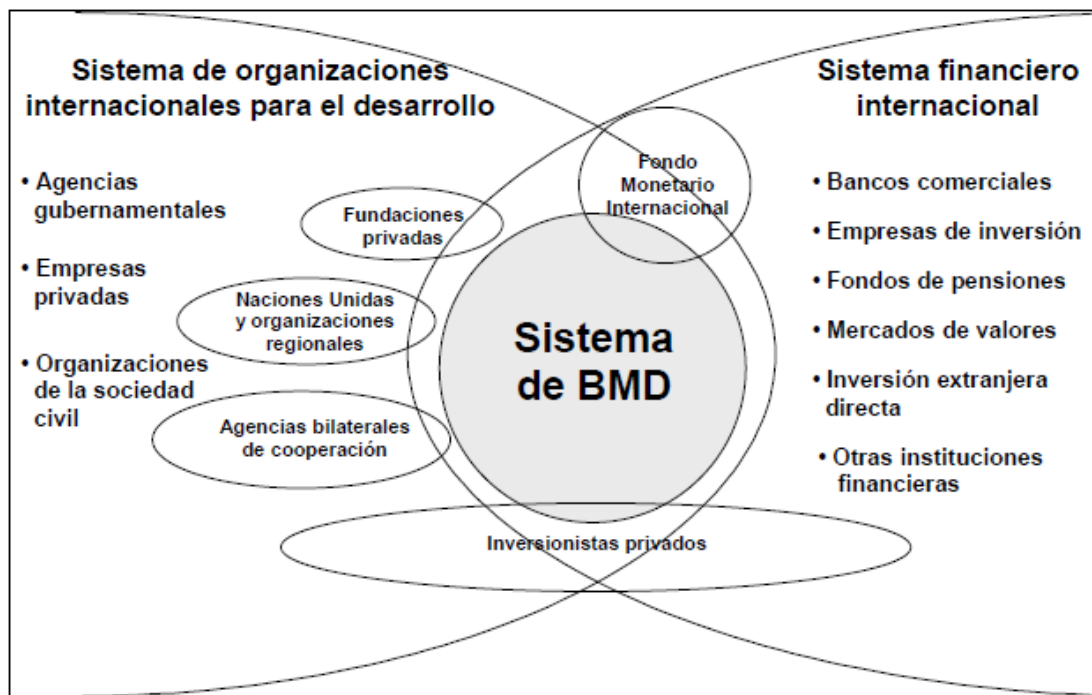 Sistema de organizaciones
internacionales para el desarrollo
• Agencias
gubernamentales
• Empresas
privadas
• Organizaciones
de la sociedad
civil
Fundaciones
privadas
Naciones Unidas
y organizaciones
regionales
Agencias bilaterales
de cooperación
Fondo
Monetario
Internacional
Sistema
de BMD
Inversionistas privados
Sistema financiero
internacional
• Bancos comerciales
• Empresas de inversión
• Fondos de pensiones
• Mercados de valores
• Inversión extranjera
directa
• Otras instituciones
financieras